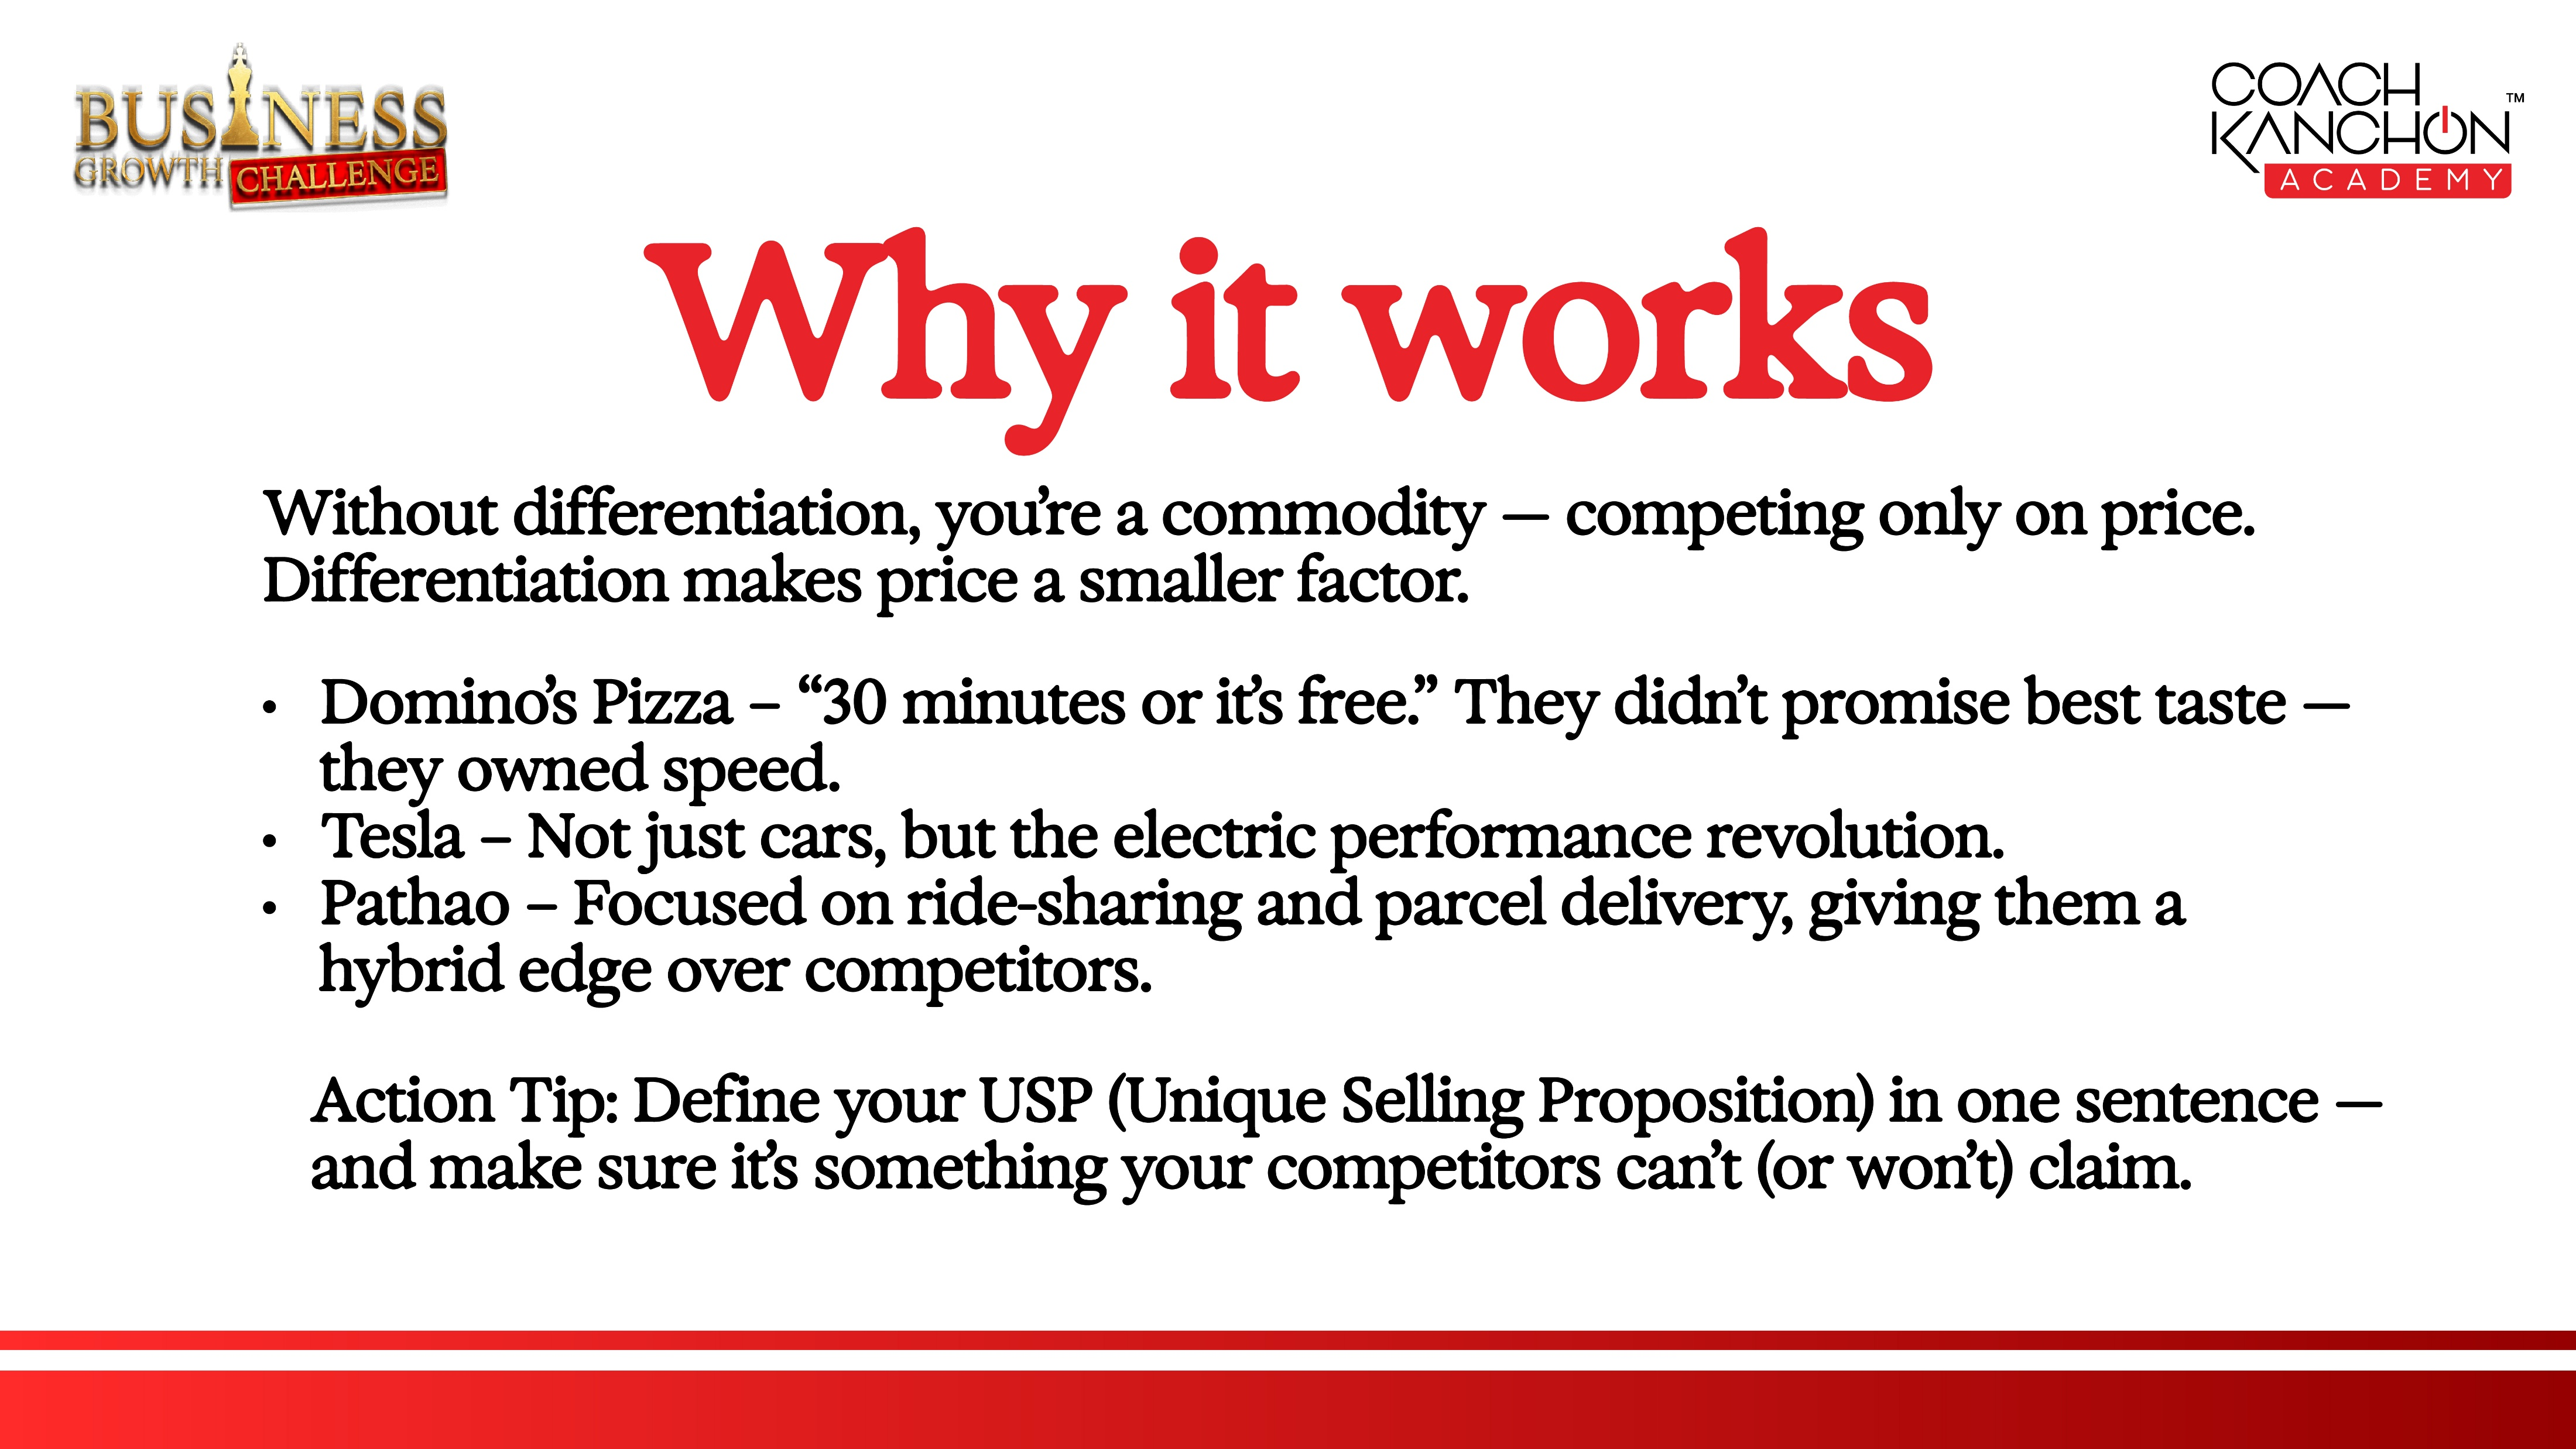 BUSINESS
GROWTH CHALLENGE
COACH
KANCHON™
ACADEMY
Why it works
Without differentiation, you’re a commodity — competing only on price.
Differentiation makes price a smaller factor.
• Domino’s Pizza – “30 minutes or it’s free.” They didn’t promise best taste —
they owned speed.
• Tesla – Not just cars, but the electric performance revolution.
• Pathao – Focused on ride-sharing and parcel delivery, giving them a
hybrid edge over competitors.
Action Tip: Define your USP (Unique Selling Proposition) in one sentence —
and make sure it’s something your competitors can’t (or won’t) claim.